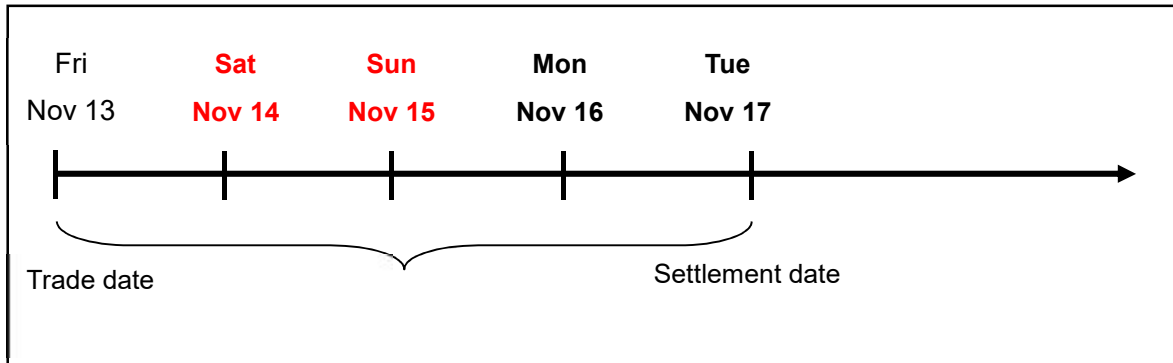 Fri Sat Sun Mon Tue
Nov 13 Nov 14 Nov 15 Nov 16 Nov 17
Trade date Settlement date